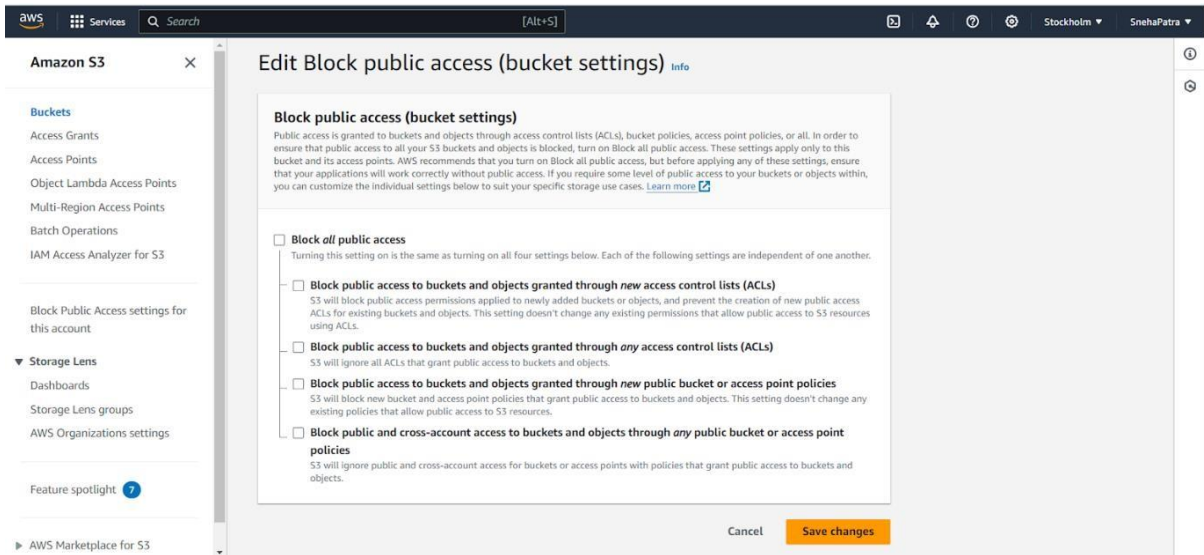 aws Services Search [Alt+S] Stockholm ▼ SnehaPatra ▼
Amazon S3
Buckets
Access Grants
Access Points
Object Lambda Access Points
Multi-Region Access Points
Batch Operations
IAM Access Analyzer for S3
Block Public Access settings for
this account
▼ Storage Lens
Dashboards
Storage Lens groups
AWS Organizations settings
Feature spotlight 7
▶ AWS Marketplace for S3
Edit Block public access (bucket settings) Info
Block public access (bucket settings)
Public access is granted to buckets and objects through access control lists (ACLs), bucket policies, access point policies, or all. In order to
ensure that public access to all your S3 buckets and objects is blocked, turn on Block all public access. These settings apply only to this
bucket and its access points. AWS recommends that you turn on Block all public access, but before applying any of these settings, ensure
that your applications will work correctly without public access. If you require some level of public access to your buckets or objects within,
you can customize the individual settings below to suit your specific storage use cases. Learn more
Block all public access
Turning this setting on is the same as turning on all four settings below. Each of the following settings are independent of one another.
Block public access to buckets and objects granted through new access control lists (ACLs)
S3 will block public access permissions applied to newly added buckets or objects, and prevent the creation of new public access
ACLs for existing buckets and objects. This setting doesn't change any existing permissions that allow public access to S3 resources
using ACLs.
Block public access to buckets and objects granted through any access control lists (ACLs)
S3 will ignore all ACLs that grant public access to buckets and objects.
Block public access to buckets and objects granted through new public bucket or access point policies
S3 will block new bucket and access point policies that grant public access to buckets and objects. This setting doesn't change any
existing policies that allow public access to S3 resources.
Block public and cross-account access to buckets and objects through any public bucket or access point
policies
S3 will ignore public and cross-account access for buckets or access points with policies that grant public access to buckets and
objects.
Cancel Save changes